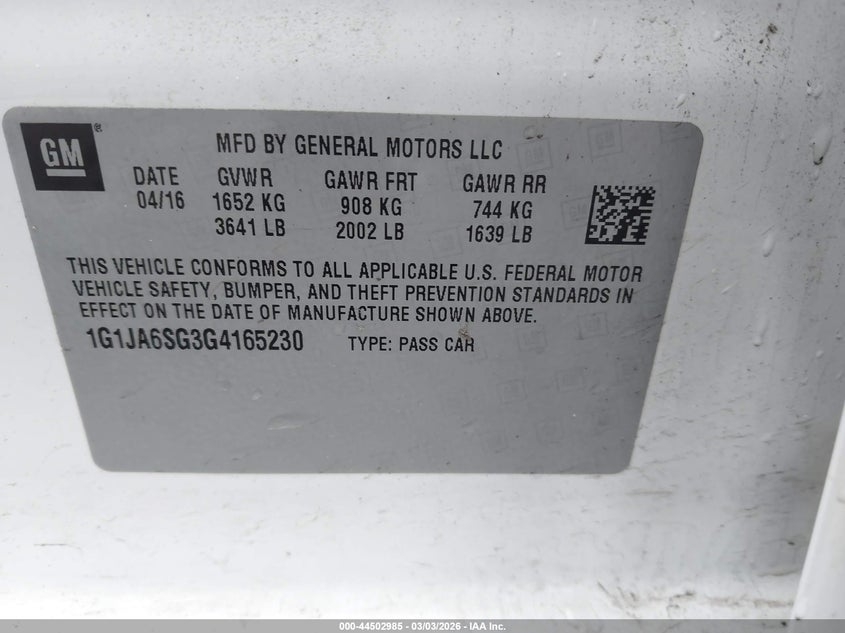 GM®
MFD BY GENERAL MOTORS LLC
DATE GVWR GAWR FRT GAWR RR
04/16 1652 KG 908 KG 744 KG
3641 LB 2002 LB 1639 LB
THIS VEHICLE CONFORMS TO ALL APPLICABLE U.S. FEDERAL MOTOR
VEHICLE SAFETY, BUMPER, AND THEFT PREVENTION STANDARDS IN
EFFECT ON THE DATE OF MANUFACTURE SHOWN ABOVE.
1G1JA6SG3G4165230 TYPE: PASS CAR
000-44502985 - 03/03/2026 - IAA Inc.